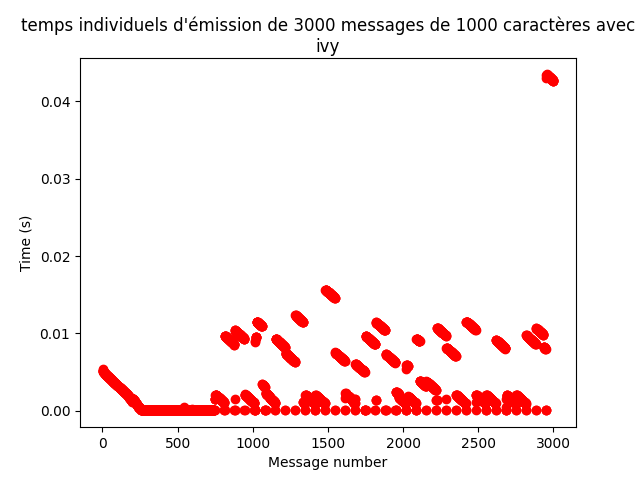 temps individuels d'émission de 3000 messages de 1000 caractères avec
ivy
0.04
0.03
0.02
0.01
0.00
Time (s)
0 500 1000 1500 2000 2500 3000
Message number